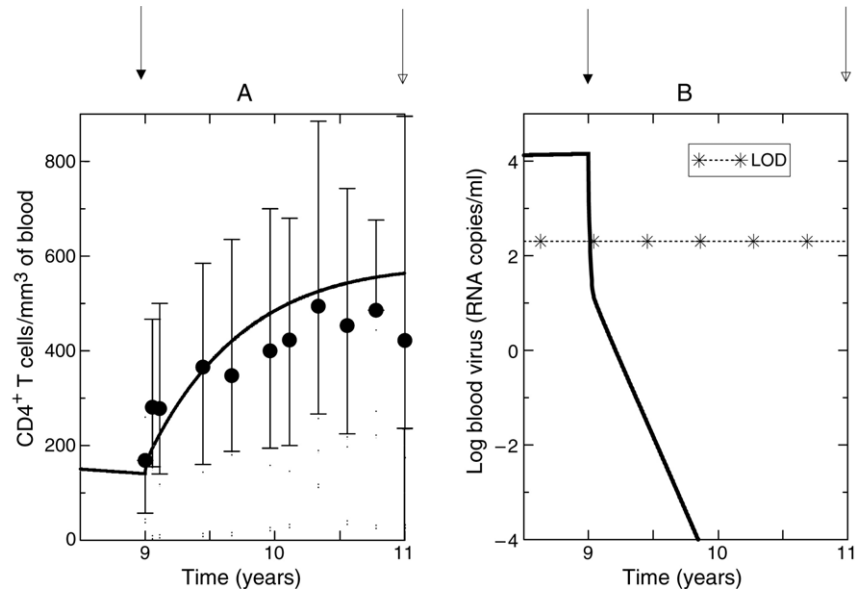 A
B
CD4+ T cells/mm3 of blood
800
600
400
200
0
9
10
11
Time (years)
Log blood virus (RNA copies/ml)
4
2
0
−2
−4
LOD
9
10
11
Time (years)